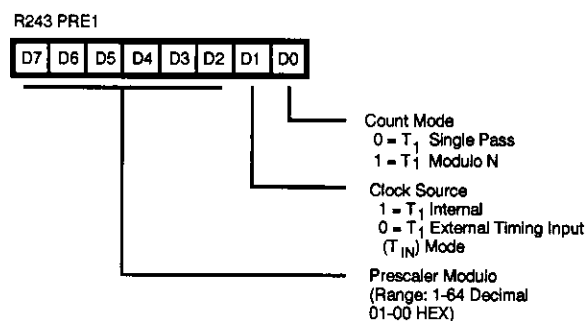 R243 PRE1
D7 D6 D5 D4 D3 D2 D1 D0
Count Mode
0 = T1 Single Pass
1 = T1 Modulo N
Clock Source
1 = T1 Internal
0 = T1 External Timing Input
(TIN) Mode
Prescaler Modulo
(Range: 1-64 Decimal
01-00 HEX)